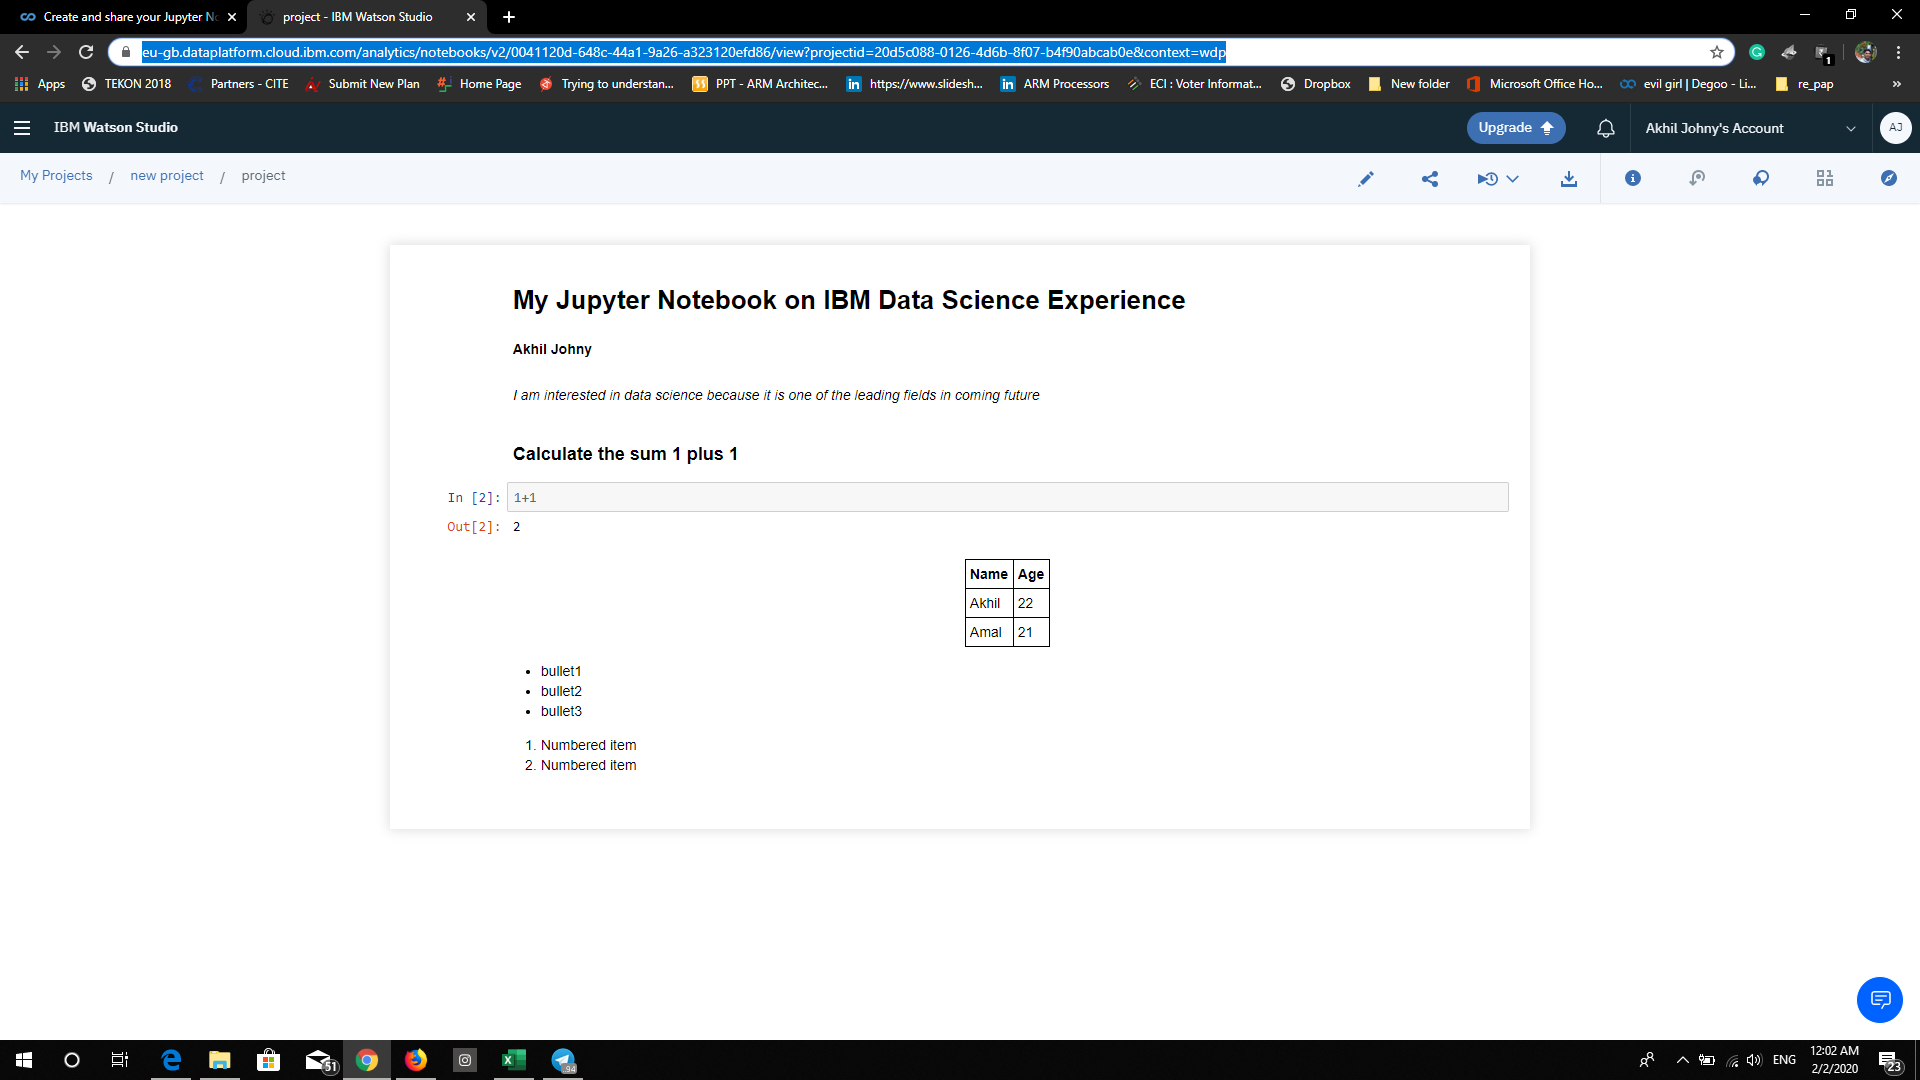 Create and share your Jupyter No
project - IBM Watson Studio
eu-gb.dataplatform.cloud.ibm.com/analytics/notebooks/v2/0041120d-648c-44a1-9a26-a323120efd86/view?projectid=20d5c088-0126-4d6b-8f07-b4f90abcab0e&context=wdp
1
Apps TEKON 2018 Partners - CITE Submit New Plan Home Page Trying to understan... PPT - ARM Architec... https://www.slidesh... ARM Processors ECI : Voter Informat... Dropbox New folder Microsoft Office Ho... evil girl | Degoo - Li... re_pap »
IBM Watson Studio Upgrade Akhil Johny's Account AJ
My Projects / new project / project
My Jupyter Notebook on IBM Data Science Experience
Akhil Johny
I am interested in data science because it is one of the leading fields in coming future
Calculate the sum 1 plus 1
In [2]: 1+1
Out[2]: 2
Name Age
Akhil 22
Amal 21
• bullet1
• bullet2
• bullet3
1. Numbered item
2. Numbered item
51
.94
ENG
12:02 AM
2/2/2020
23